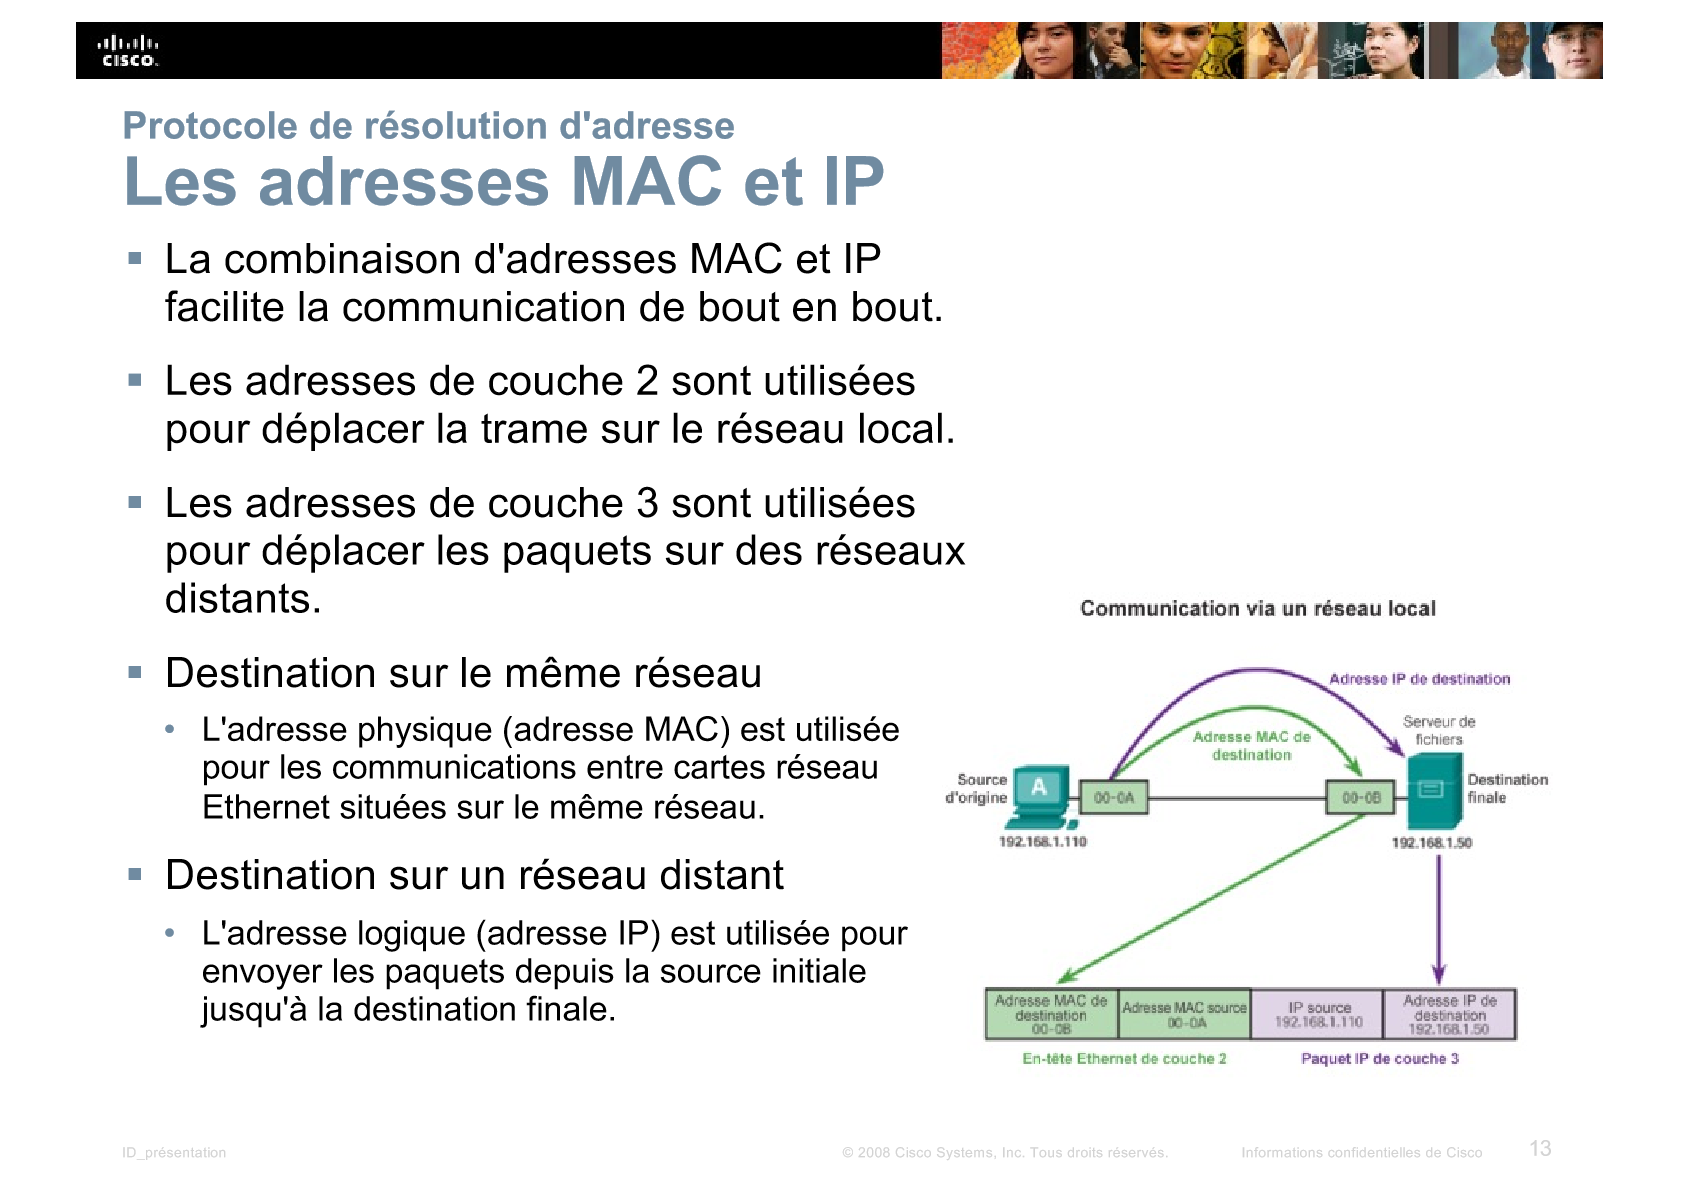 CISCO
Protocole de résolution d'adresse
Les adresses MAC et IP
▪ La combinaison d'adresses MAC et IP
facilite la communication de bout en bout.
▪ Les adresses de couche 2 sont utilisées
pour déplacer la trame sur le réseau local.
▪ Les adresses de couche 3 sont utilisées
pour déplacer les paquets sur des réseaux
distants.
▪ Destination sur le même réseau
• L'adresse physique (adresse MAC) est utilisée
pour les communications entre cartes réseau
Ethernet situées sur le même réseau.
▪ Destination sur un réseau distant
• L'adresse logique (adresse IP) est utilisée pour
envoyer les paquets depuis la source initiale
jusqu'à la destination finale.
Communication via un réseau local
Adresse IP de destination
Adresse MAC de
destination
Serveur de
fichiers
Source
d'origine
A
00-0A
00-0B
Destination
finale
192.168.1.110
192.168.1.50
Adresse MAC de
destination
00-0B
Adresse MAC source
00-0A
IP source
192.168.1.110
Adresse IP de
destination
192.168.1.50
En-tête Ethernet de couche 2
Paquet IP de couche 3
ID_présentation
© 2008 Cisco Systems, Inc. Tous droits réservés.
Informations confidentielles de Cisco
13